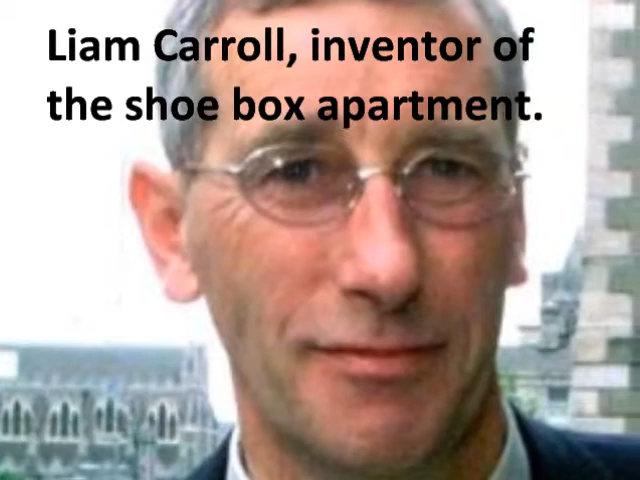 Liam Carroll, inventor of
the shoe box apartment.